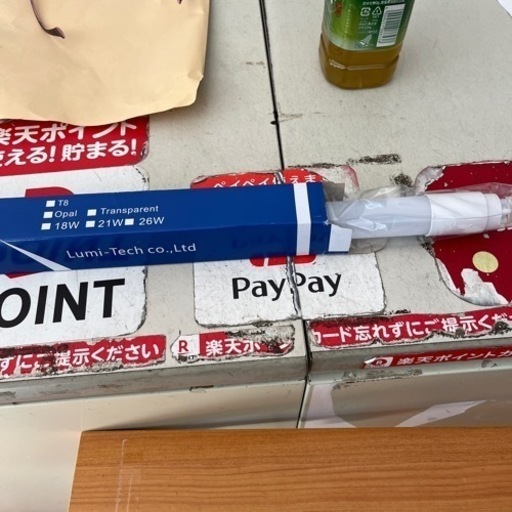 楽天ポイント
える! 貯まる!
T8
Opal
Transparent
18W 21W 26W
Lumi-Tech co.,Ltd
OINT
PayPay
ずにご提示ください
楽天ポ
カード忘れずにご提示くださ
楽天ポイントカ